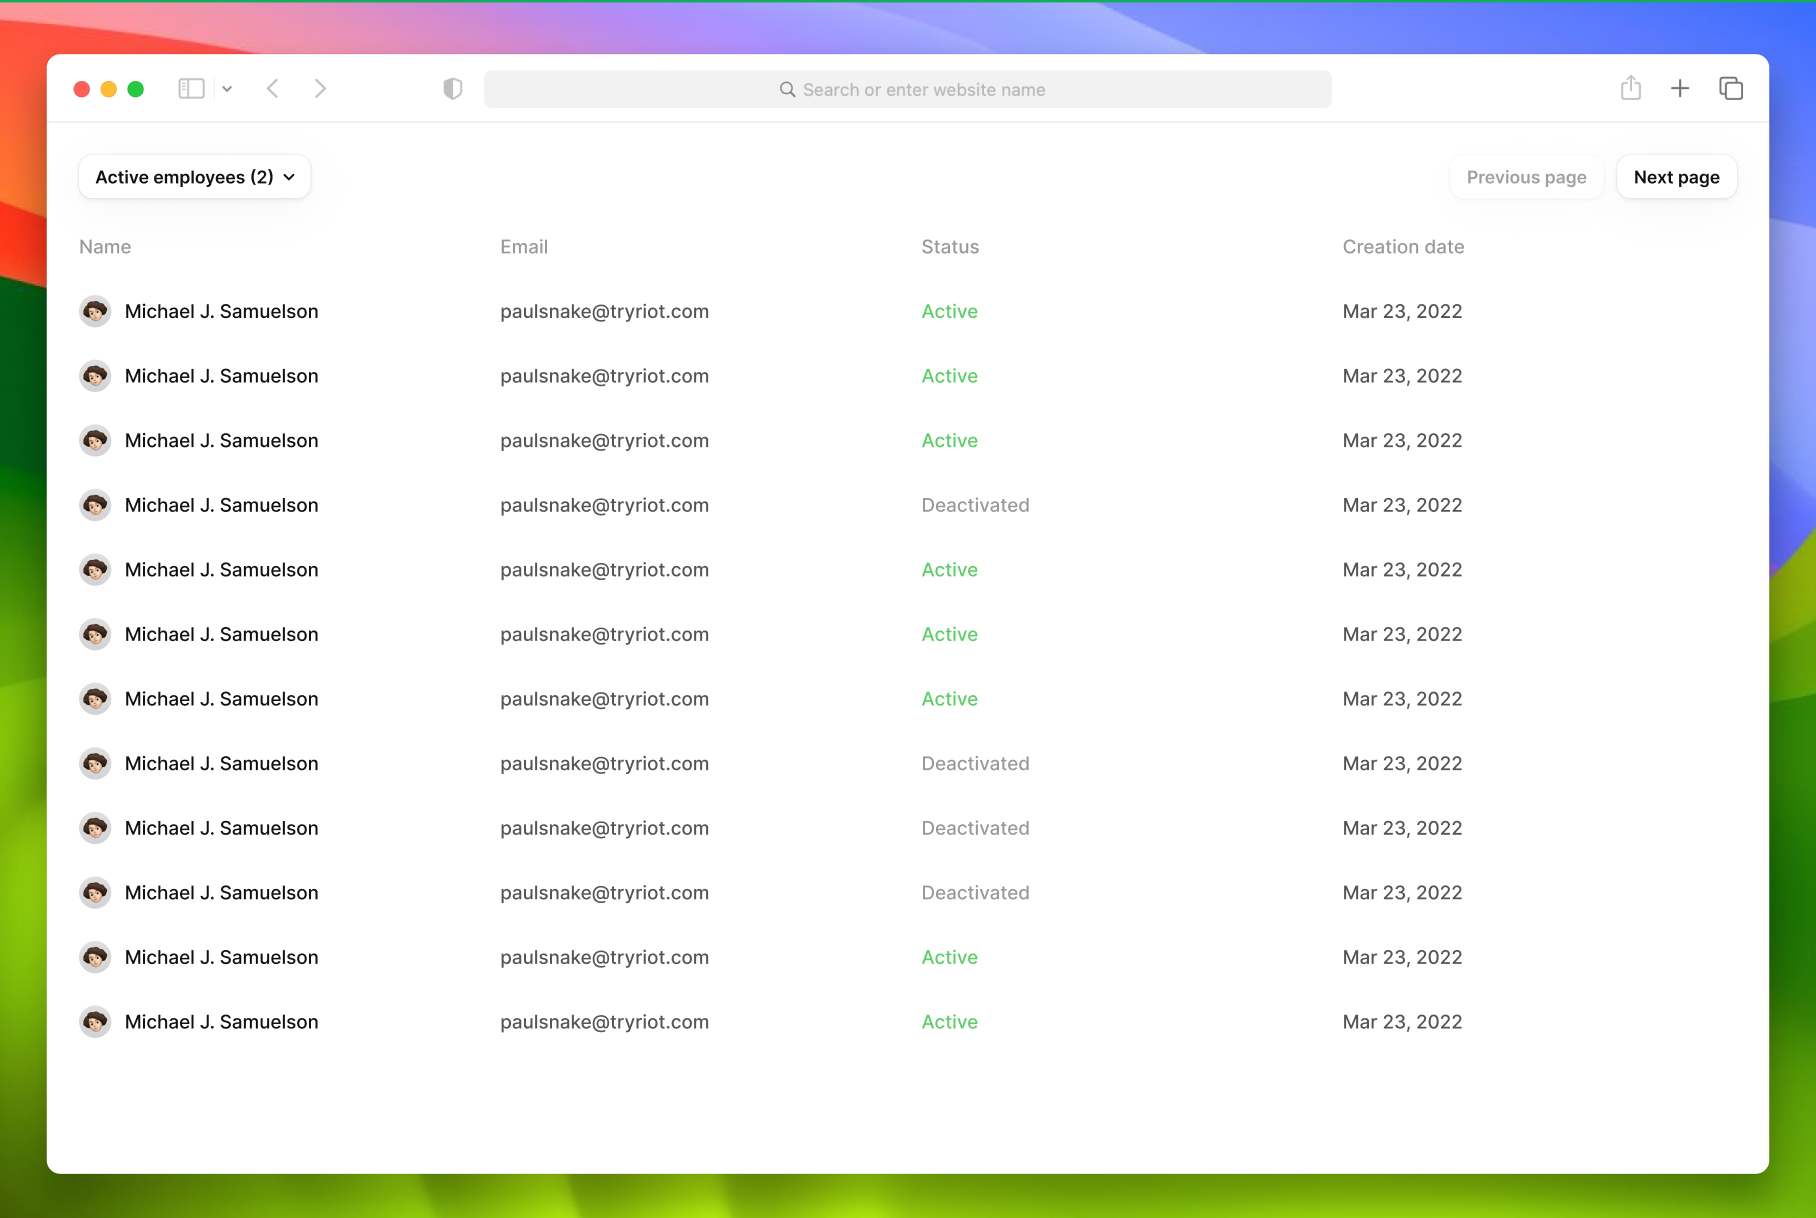 Search or enter website name
Active employees (2)
Previous page
Next page
Name Email Status Creation date
Michael J. Samuelson paulsnake@tryriot.com Active Mar 23, 2022
Michael J. Samuelson paulsnake@tryriot.com Active Mar 23, 2022
Michael J. Samuelson paulsnake@tryriot.com Active Mar 23, 2022
Michael J. Samuelson paulsnake@tryriot.com Deactivated Mar 23, 2022
Michael J. Samuelson paulsnake@tryriot.com Active Mar 23, 2022
Michael J. Samuelson paulsnake@tryriot.com Active Mar 23, 2022
Michael J. Samuelson paulsnake@tryriot.com Active Mar 23, 2022
Michael J. Samuelson paulsnake@tryriot.com Deactivated Mar 23, 2022
Michael J. Samuelson paulsnake@tryriot.com Deactivated Mar 23, 2022
Michael J. Samuelson paulsnake@tryriot.com Deactivated Mar 23, 2022
Michael J. Samuelson paulsnake@tryriot.com Active Mar 23, 2022
Michael J. Samuelson paulsnake@tryriot.com Active Mar 23, 2022